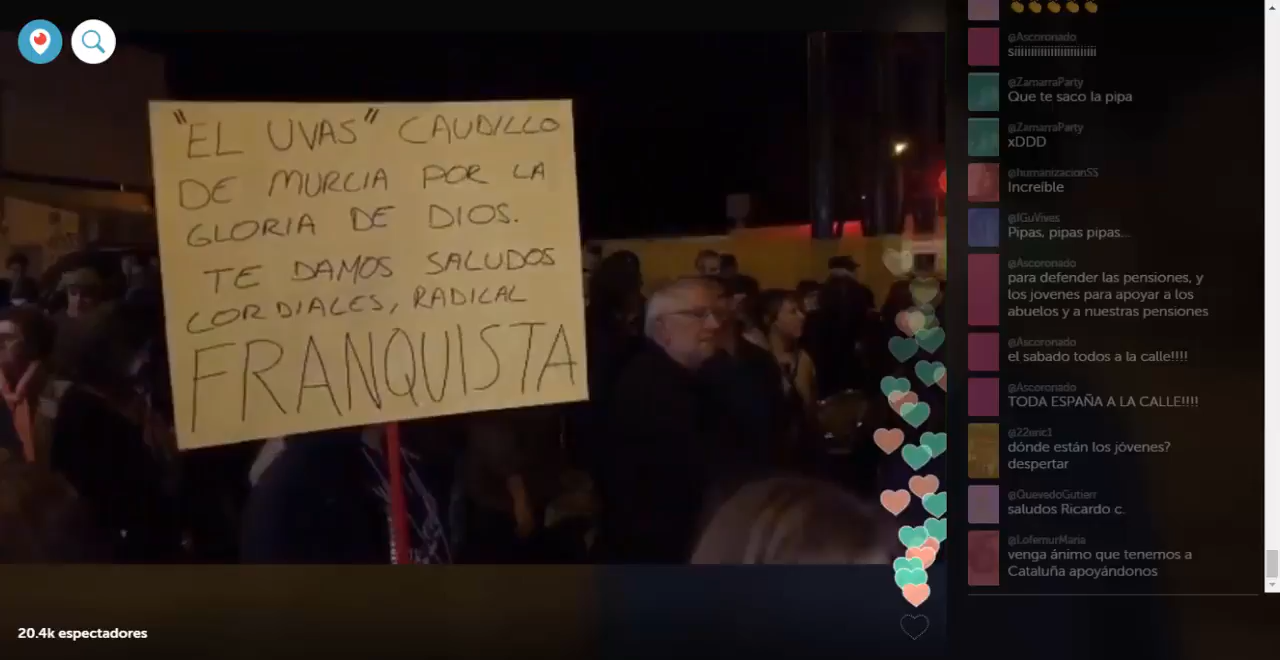 "EL UVAS" CAUDILLO
DE MURCIA POR LA
GLORIA DE DIOS.
TE DAMOS SALUDOS
CORDIALES, RADICAL
FRANQUISTA
20.4k espectadores
@Ascoronado
siiiiiiiiiiiiiiiiiiiiiiiiii
@ZamarraParty
Que te saco la pipa
@ZamarraParty
xDDD
@humanizacionSS
Increíble
@IGuVives
Pipas, pipas pipas...
@Ascoronado
para defender las pensiones, y
los jovenes para apoyar a los
abuelos y a nuestras pensiones
@Ascoronado
el sabado todos a la calle!!!!
@Ascoronado
TODA ESPAÑA A LA CALLE!!!!
@22eric1
dónde están los jóvenes?
despertar
@QuevedoGutierr
saludos Ricardo c.
@LofemurMaria
venga ánimo que tenemos a
Cataluña apoyándonos